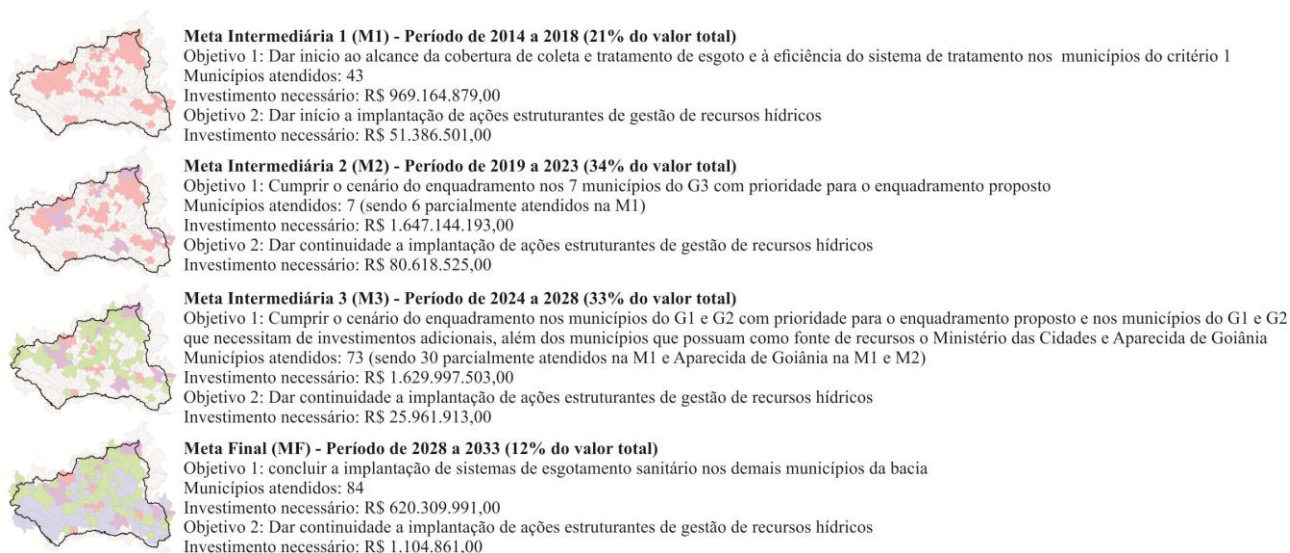 Meta Intermediária 1 (M1) - Período de 2014 a 2018 (21% do valor total)
Objetivo 1: Dar inicio ao alcance da cobertura de coleta e tratamento de esgoto e à eficiência do sistema de tratamento nos municípios do critério 1
Municípios atendidos: 43
Investimento necessário: R$ 969.164.879,00
Objetivo 2: Dar início a implantação de ações estruturantes de gestão de recursos hídricos
Investimento necessário: R$ 51.386.501,00
Meta Intermediária 2 (M2) - Período de 2019 a 2023 (34% do valor total)
Objetivo 1: Cumprir o cenário do enquadramento nos 7 municípios do G3 com prioridade para o enquadramento proposto
Municípios atendidos: 7 (sendo 6 parcialmente atendidos na M1)
Investimento necessário: R$ 1.647.144.193,00
Objetivo 2: Dar continuidade a implantação de ações estruturantes de gestão de recursos hídricos
Investimento necessário: R$ 80.618.525,00
Meta Intermediária 3 (M3) - Período de 2024 a 2028 (33% do valor total)
Objetivo 1: Cumprir o cenário do enquadramento nos municípios do G1 e G2 com prioridade para o enquadramento proposto e nos municípios do G1 e G2
que necessitam de investimentos adicionais, além dos municípios que possuam como fonte de recursos o Ministério das Cidades e Aparecida de Goiânia
Municípios atendidos: 73 (sendo 30 parcialmente atendidos na M1 e Aparecida de Goiânia na M1 e M2)
Investimento necessário: R$ 1.629.997.503,00
Objetivo 2: Dar continuidade a implantação de ações estruturantes de gestão de recursos hídricos
Investimento necessário: R$ 25.961.913,00
Meta Final (MF) - Período de 2028 a 2033 (12% do valor total)
Objetivo 1: concluir a implantação de sistemas de esgotamento sanitário nos demais municípios da bacia
Municípios atendidos: 84
Investimento necessário: R$ 620.309.991,00
Objetivo 2: Dar continuidade a implantação de ações estruturantes de gestão de recursos hídricos
Investimento necessário: R$ 1.104.861,00